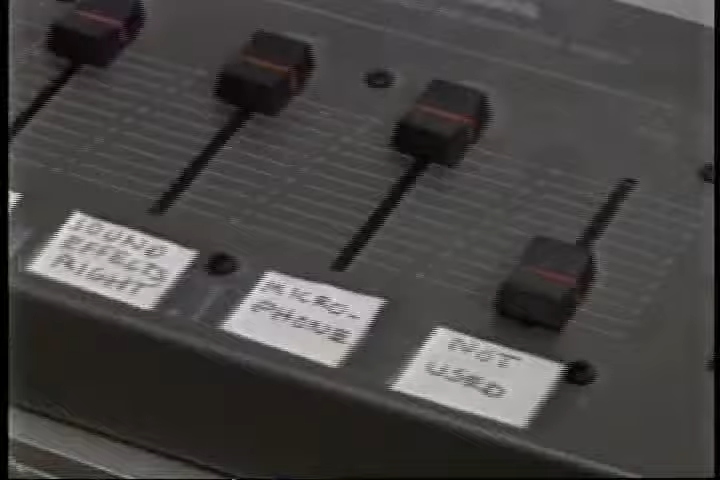 SOUND
EFFECTS
RIGHT
MICRO-
PHONE
NOT
USED